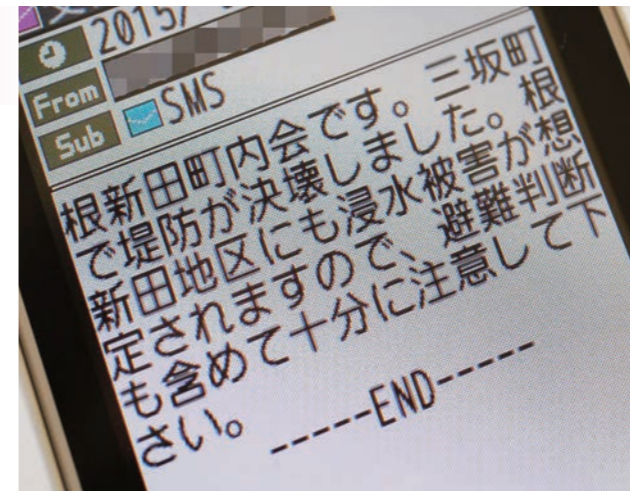 2015/
From
Sub SMS
根新田町内会です。三坂町
で堤防が決壊しました。根
新田地区にも浸水被害が想
定されますので、避難判断
も含めて十分に注意して下
さい。
-----END-----